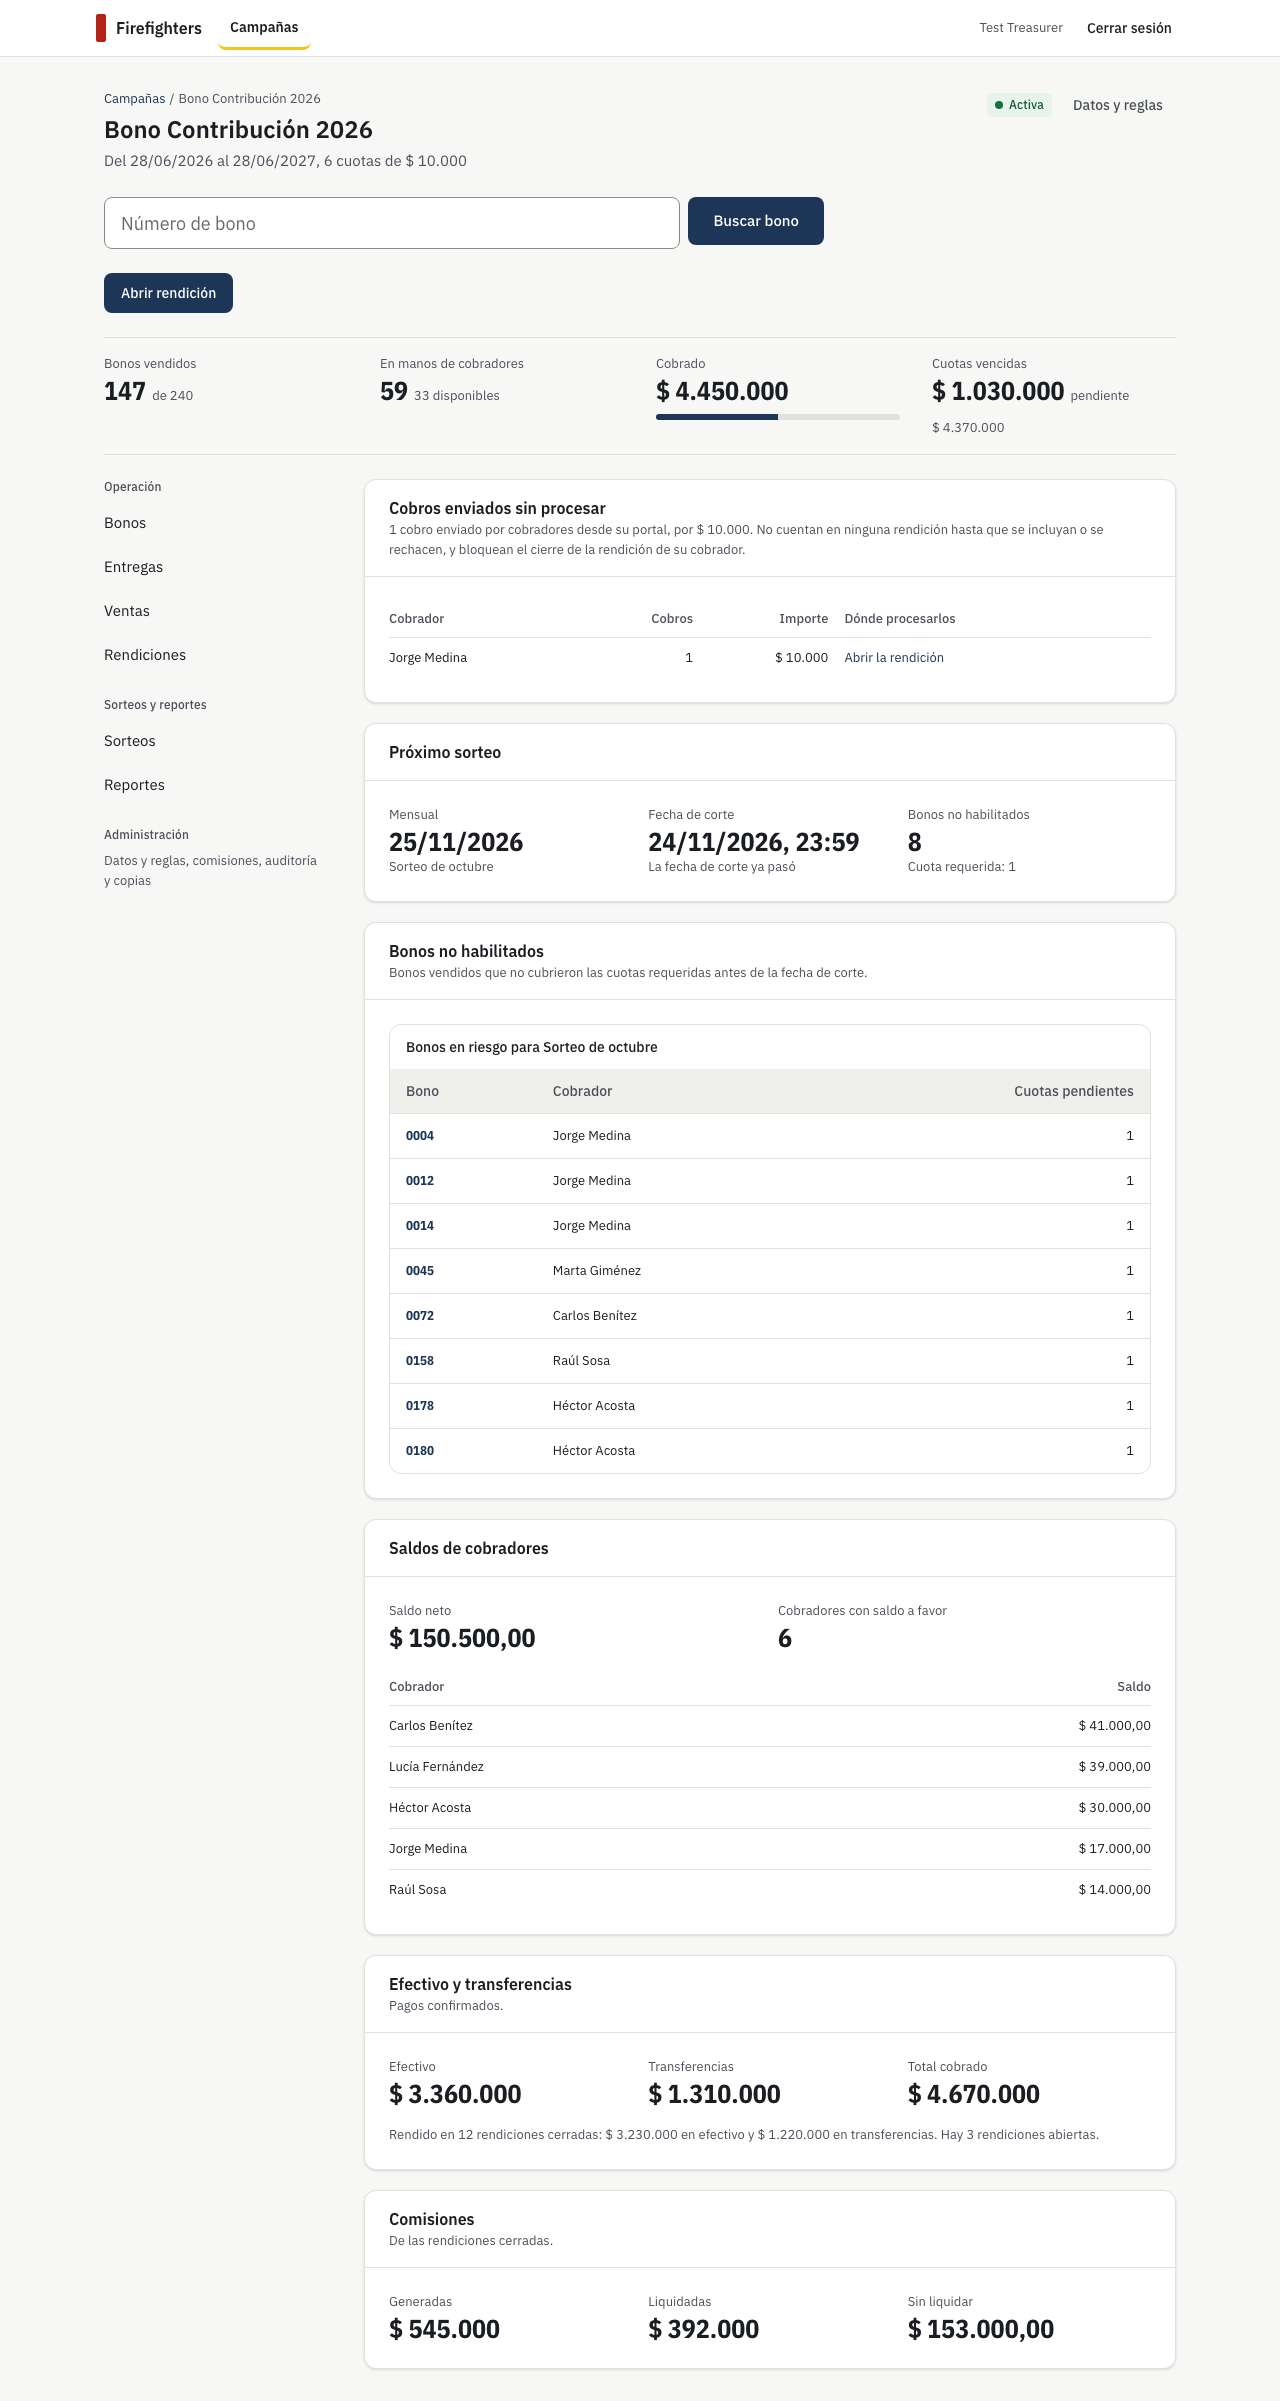 Firefighters
Campañas
Test Treasurer
Cerrar sesión
Campañas / Bono Contribución 2026
Activa
Datos y reglas
Bono Contribución 2026
Del 28/06/2026 al 28/06/2027, 6 cuotas de $ 10.000
Número de bono
Buscar bono
Abrir rendición
Bonos vendidos
147 de 240
En manos de cobradores
59 33 disponibles
Cobrado
$ 4.450.000
Cuotas vencidas
$ 1.030.000 pendiente
$ 4.370.000
Operación
Bonos
Entregas
Ventas
Rendiciones
Sorteos y reportes
Sorteos
Reportes
Administración
Datos y reglas, comisiones, auditoría
y copias
Cobros enviados sin procesar
1 cobro enviado por cobradores desde su portal, por $ 10.000. No cuentan en ninguna rendición hasta que se incluyan o se
rechacen, y bloquean el cierre de la rendición de su cobrador.
Cobrador Cobros Importe Dónde procesarlos
Jorge Medina 1 $ 10.000 Abrir la rendición
Próximo sorteo
Mensual
25/11/2026
Sorteo de octubre
Fecha de corte
24/11/2026, 23:59
La fecha de corte ya pasó
Bonos no habilitados
8
Cuota requerida: 1
Bonos no habilitados
Bonos vendidos que no cubrieron las cuotas requeridas antes de la fecha de corte.
Bonos en riesgo para Sorteo de octubre
Bono Cobrador Cuotas pendientes
0004 Jorge Medina 1
0012 Jorge Medina 1
0014 Jorge Medina 1
0045 Marta Giménez 1
0072 Carlos Benítez 1
0158 Raúl Sosa 1
0178 Héctor Acosta 1
0180 Héctor Acosta 1
Saldos de cobradores
Saldo neto
$ 150.500,00
Cobradores con saldo a favor
6
Cobrador Saldo
Carlos Benítez $ 41.000,00
Lucía Fernández $ 39.000,00
Héctor Acosta $ 30.000,00
Jorge Medina $ 17.000,00
Raúl Sosa $ 14.000,00
Efectivo y transferencias
Pagos confirmados.
Efectivo
$ 3.360.000
Transferencias
$ 1.310.000
Total cobrado
$ 4.670.000
Rendido en 12 rendiciones cerradas: $ 3.230.000 en efectivo y $ 1.220.000 en transferencias. Hay 3 rendiciones abiertas.
Comisiones
De las rendiciones cerradas.
Generadas
$ 545.000
Liquidadas
$ 392.000
Sin liquidar
$ 153.000,00